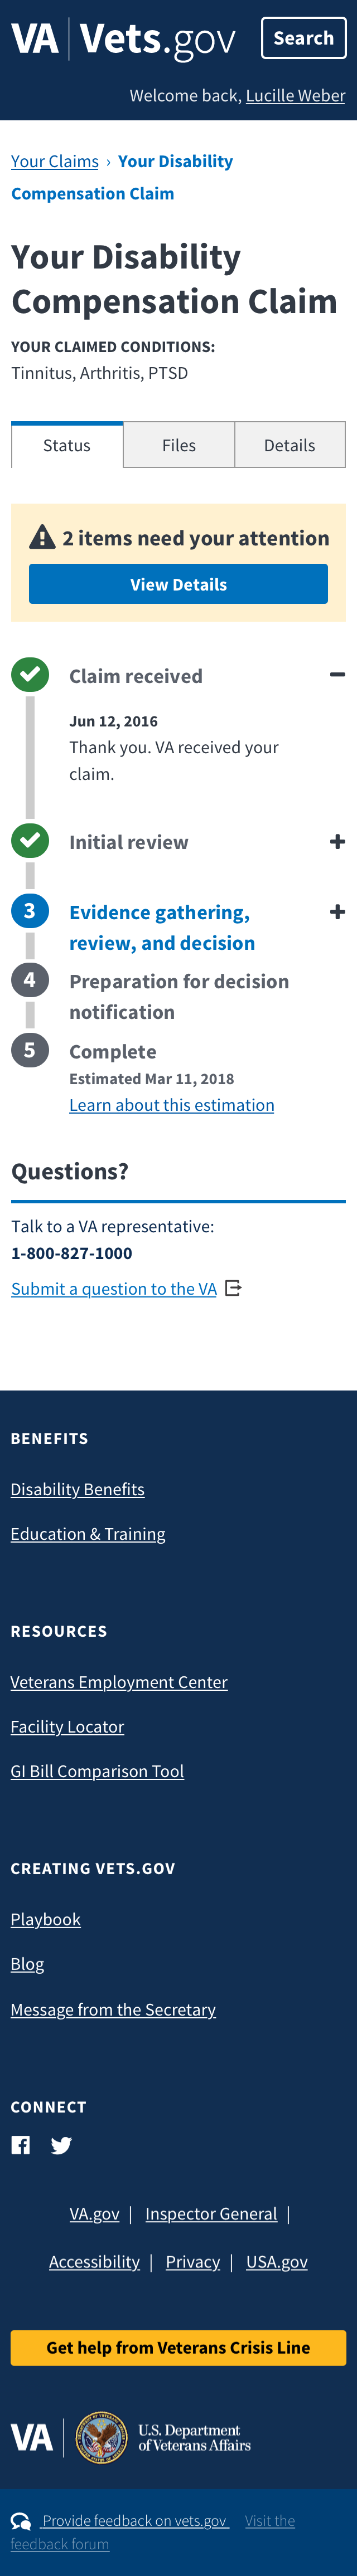 VA | Vets.gov Search
Welcome back, Lucille Weber
Your Claims › Your Disability
Compensation Claim
Your Disability
Compensation Claim
YOUR CLAIMED CONDITIONS:
Tinnitus, Arthritis, PTSD
Status Files Details
2 items need your attention
View Details
Claim received
Jun 12, 2016
Thank you. VA received your
claim.
Initial review
3 Evidence gathering,
review, and decision
4 Preparation for decision
notification
5 Complete
Estimated Mar 11, 2018
Learn about this estimation
Questions?
Talk to a VA representative:
1-800-827-1000
Submit a question to the VA
BENEFITS
Disability Benefits
Education & Training
RESOURCES
Veterans Employment Center
Facility Locator
GI Bill Comparison Tool
CREATING VETS.GOV
Playbook
Blog
Message from the Secretary
CONNECT
VA.gov | Inspector General |
Accessibility | Privacy | USA.gov
Get help from Veterans Crisis Line
VA | U.S. Department
of Veterans Affairs
Provide feedback on vets.gov Visit the
feedback forum